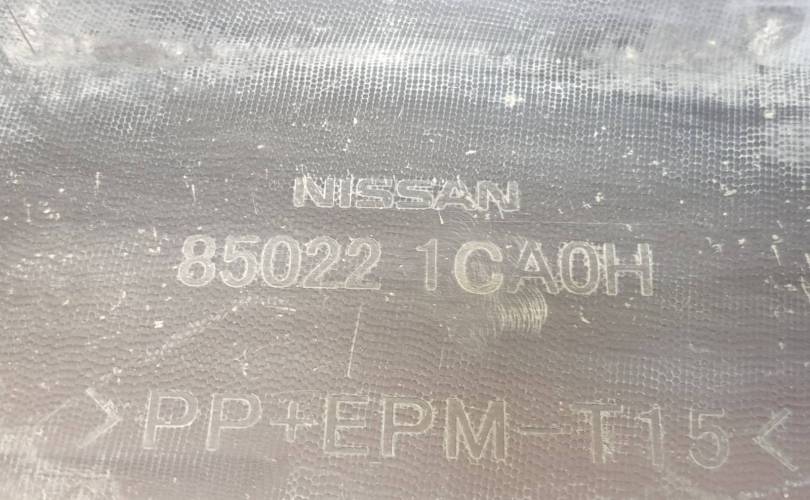 NISSAN
85022 1CA0H
>PP+EPM-T15<